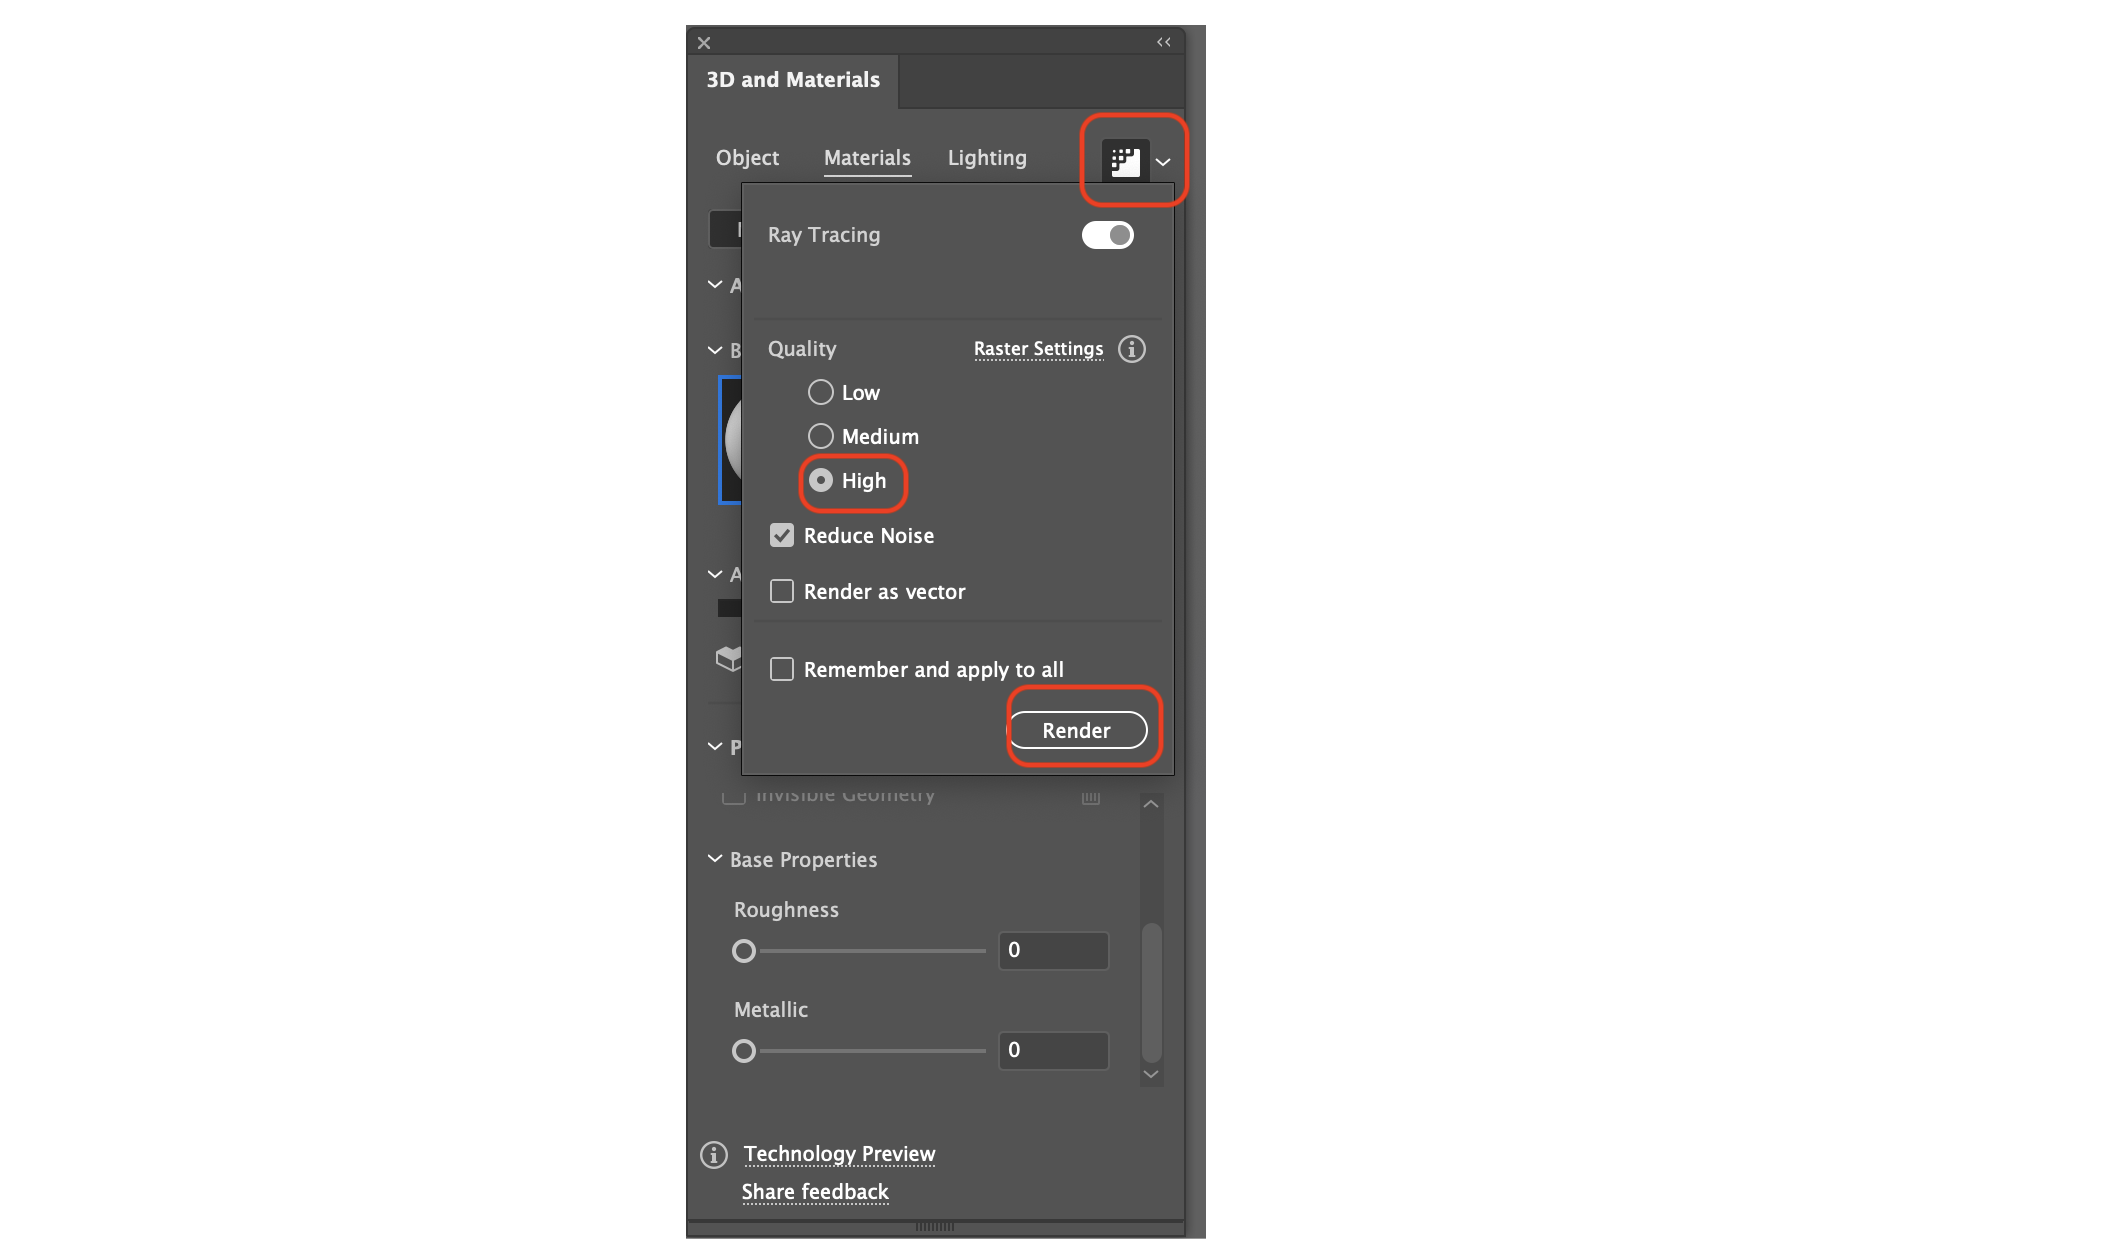 3D and Materials
Object Materials Lighting
Ray Tracing
Quality Raster Settings
Low
Medium
High
Reduce Noise
Render as vector
Remember and apply to all
Render
Invisible Geometry
Base Properties
Roughness
0
Metallic
0
Technology Preview
Share feedback